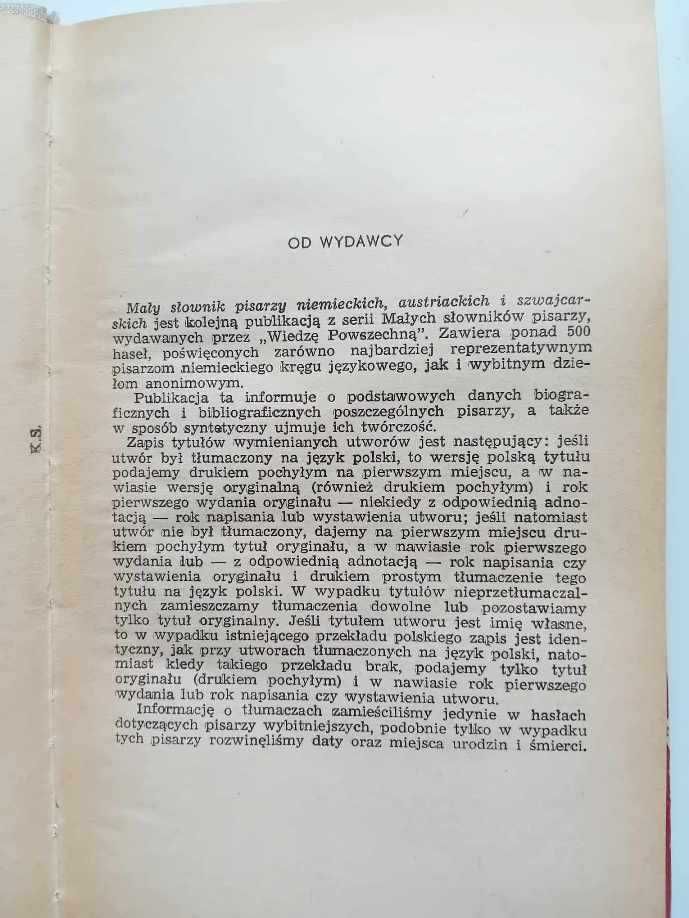 OD WYDAWCY
Mały słownik pisarzy niemieckich, austriackich i szwajcar-
skich jest kolejną publikacją z serii Małych słowników pisarzy,
wydawanych przez „Wiedzę Powszechną”. Zawiera ponad 500
haseł, poświęconych zarówno najbardziej reprezentatywnym
pisarzom niemieckiego kręgu językowego, jak i wybitnym dzie-
łom anonimowym.
Publikacja ta informuje o podstawowych danych biogra-
ficznych i bibliograficznych poszczególnych pisarzy, a także
w sposób syntetyczny ujmuje ich twórczość.
Zapis tytułów wymienianych utworów jest następujący: jeśli
utwór był tłumaczony na język polski, to wersję polską tytułu
podajemy drukiem pochyłym na pierwszym miejscu, a w na-
wiasie wersję oryginalną (również drukiem pochyłym) i rok
pierwszego wydania oryginału — niekiedy z odpowiednią adno-
tacją — rok napisania lub wystawienia utworu; jeśli natomiast
utwór nie był tłumaczony, dajemy na pierwszym miejscu dru-
kiem pochyłym tytuł oryginału, a w nawiasie rok pierwszego
wydania lub — z odpowiednią adnotacją — rok napisania czy
wystawienia oryginału i drukiem prostym tłumaczenie tego
tytułu na język polski. W wypadku tytułów nieprzetłumaczal-
nych zamieszczamy tłumaczenia dowolne lub pozostawiamy
tylko tytuł oryginalny. Jeśli tytułem utworu jest imię własne,
to w wypadku istniejącego przekładu polskiego zapis jest iden-
tyczny, jak przy utworach tłumaczonych na język polski, nato-
miast kiedy takiego przekładu brak, podajemy tylko tytuł
oryginału (drukiem pochyłym) i w nawiasie rok pierwszego
wydania lub rok napisania czy wystawienia utworu.
Informację o tłumaczach zamieściliśmy jedynie w hasłach
dotyczących pisarzy wybitniejszych, podobnie tylko w wypadku
tych pisarzy rozwinęliśmy daty oraz miejsca urodzin i śmierci.
K.S.